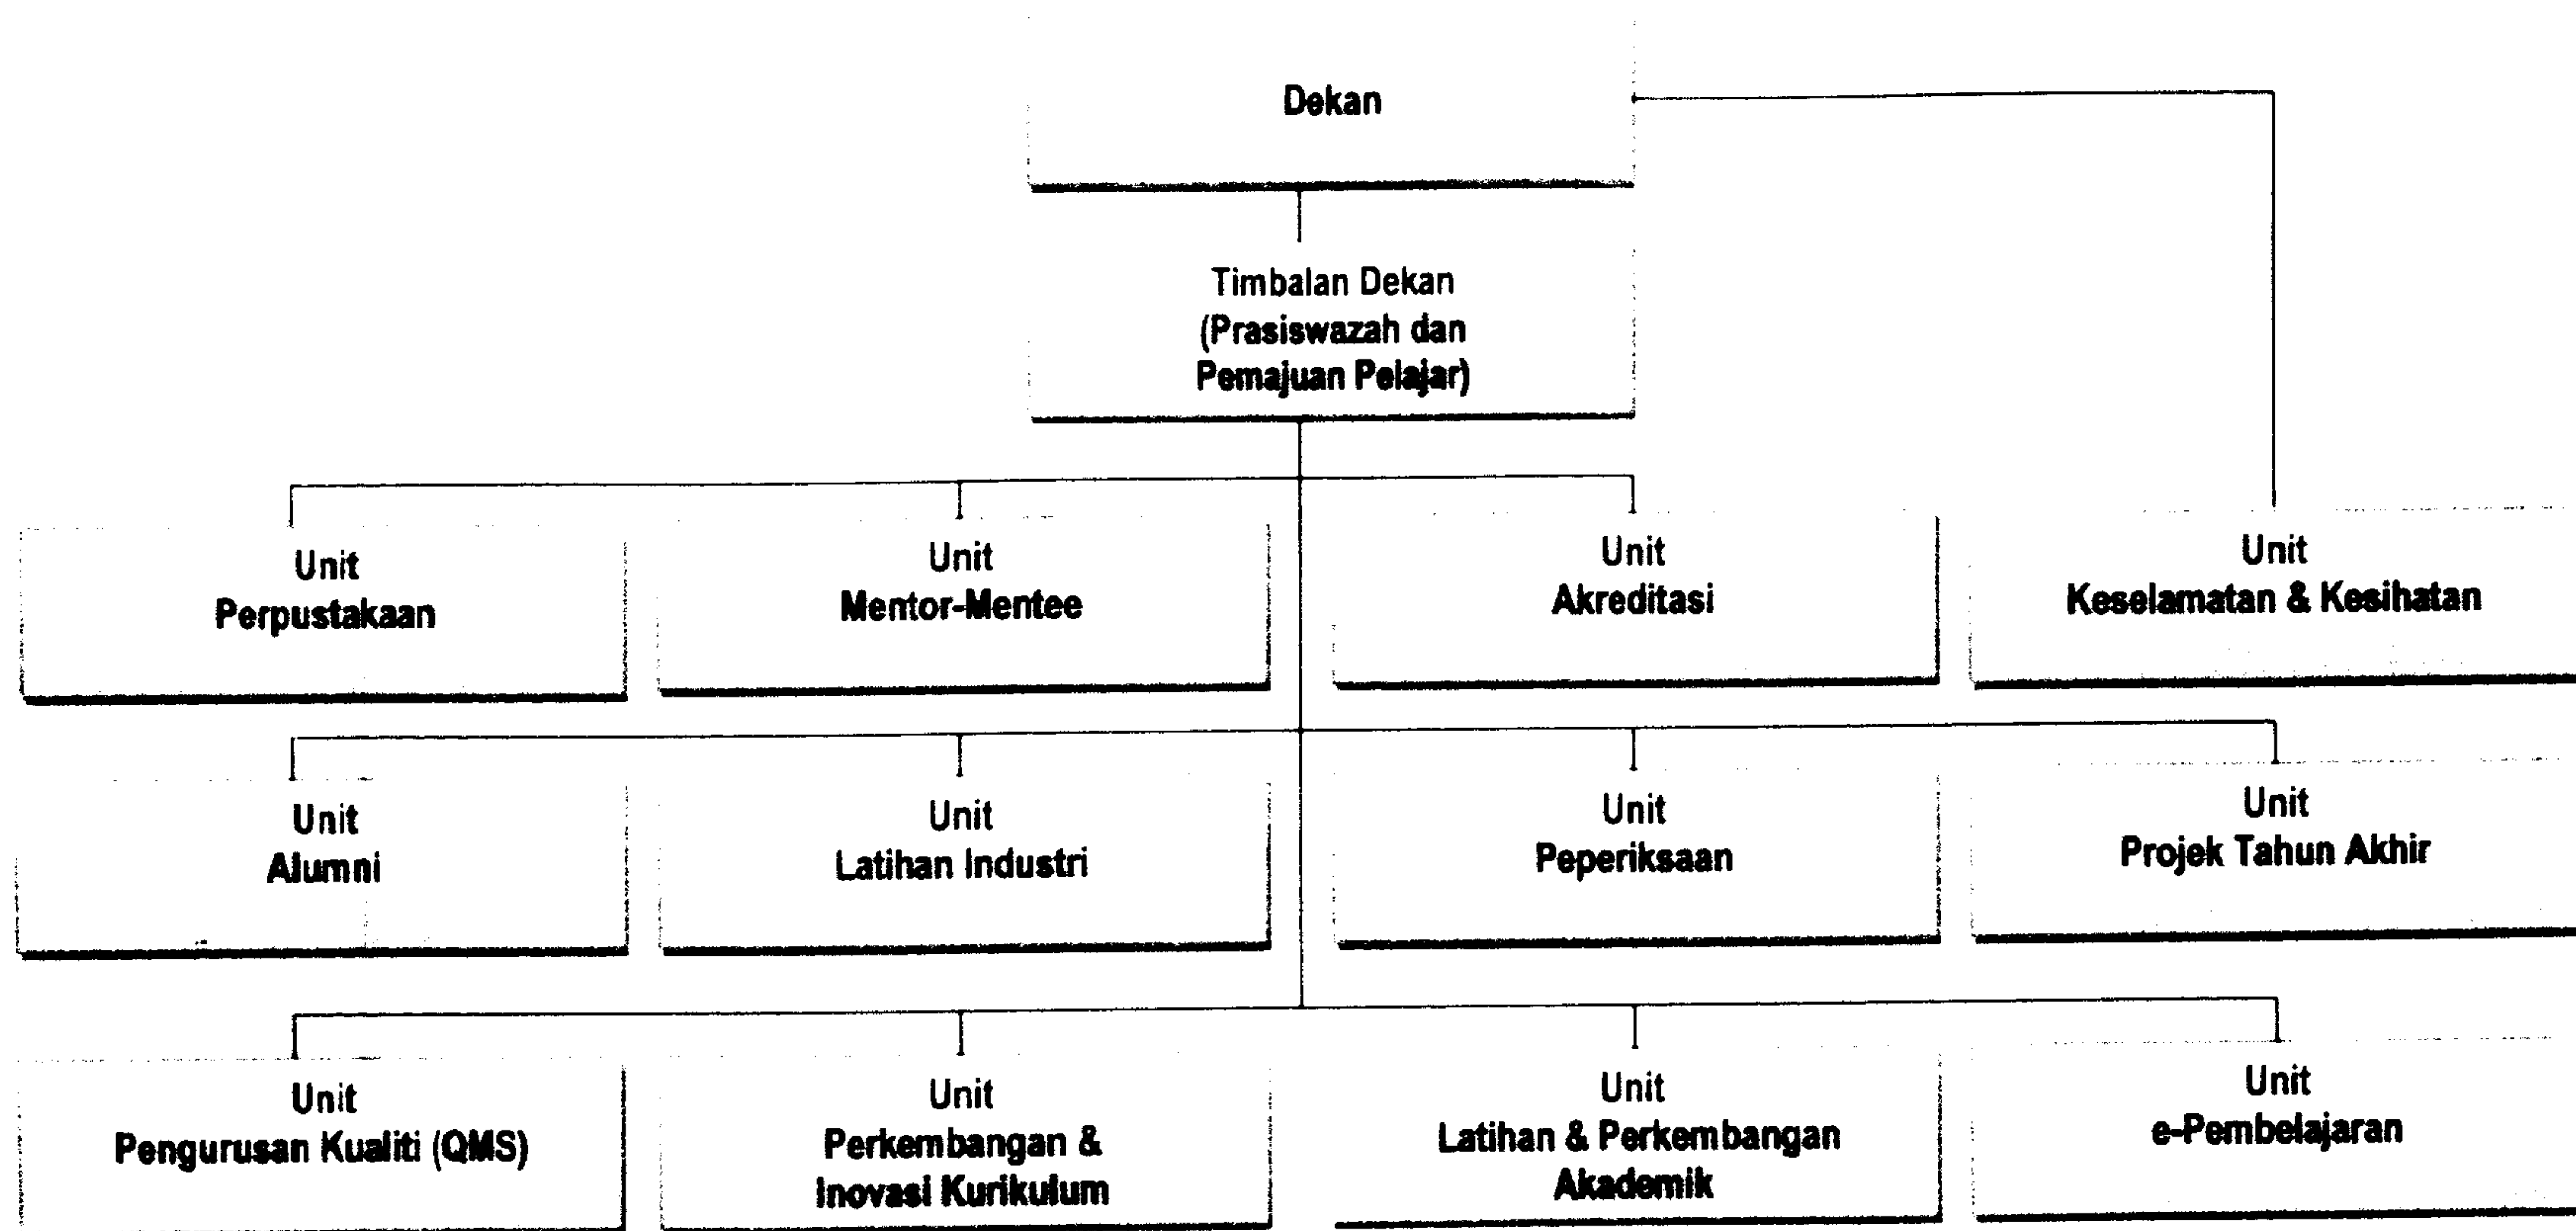 Dekan
Timbalan Dekan
(Prasiswazah dan
Pemajuan Pelajar)
Unit
Perpustakaan
Unit
Mentor-Mentee
Unit
Akreditasi
Unit
Keselamatan & Kesihatan
Unit
Alumni
Unit
Latihan Industri
Unit
Peperiksaan
Unit
Projek Tahun Akhir
Unit
Pengurusan Kualiti (QMS)
Unit
Perkembangan &
Inovasi Kurikulum
Unit
Latihan & Perkembangan
Akademik
Unit
e-Pembelajaran